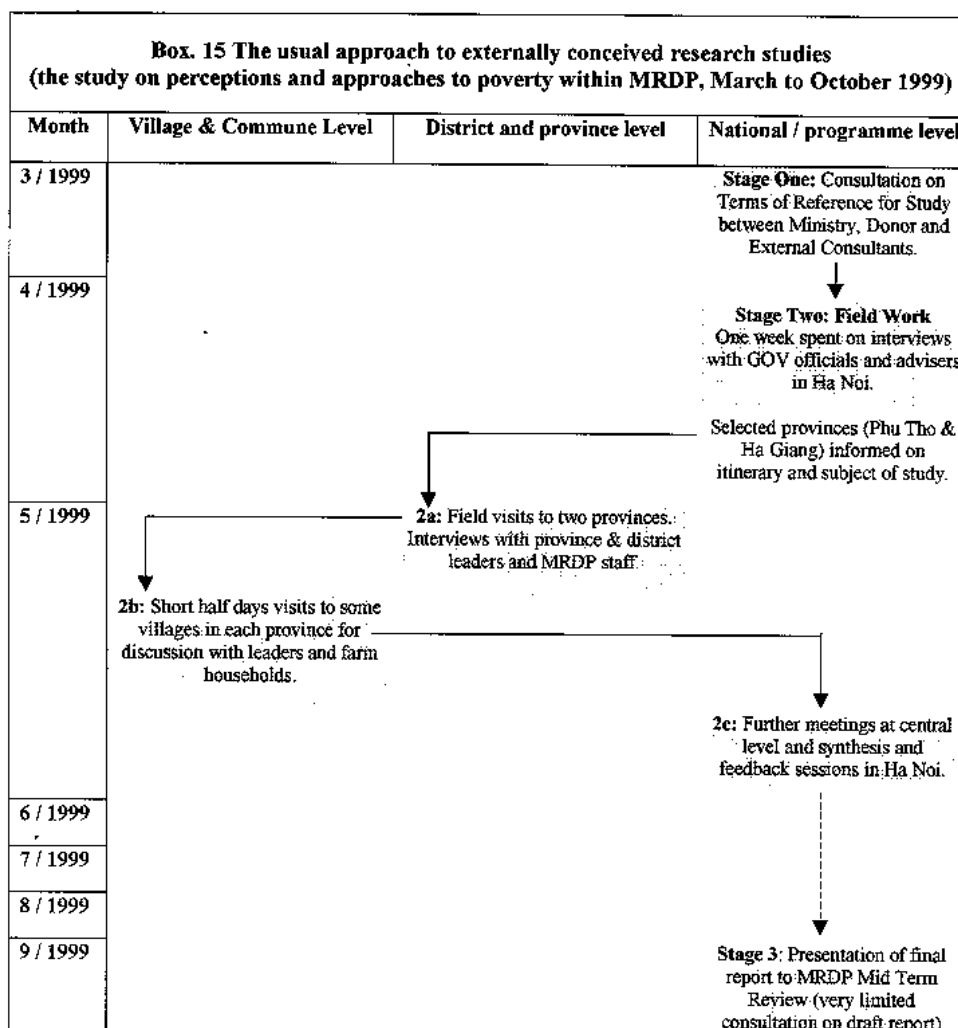 Box. 15 The usual approach to externally conceived research studies
(the study on perceptions and approaches to poverty within MRDP, March to October 1999)
Month
Village & Commune Level
District and province level
National / programme level
3 / 1999
Stage One: Consultation on
Terms of Reference for Study
between Ministry, Donor and
External Consultants.
4 / 1999
Stage Two: Field Work
One week spent on interviews
with GOV officials and advisers
in Ha Noi.
Selected provinces (Phu Tho &
Ha Giang) informed on
itinerary and subject of study.
5 / 1999
2a: Field visits to two provinces.
Interviews with province & district
leaders and MRDP staff.
2b: Short half days visits to some
villages in each province for
discussion with leaders and farm
households.
2c: Further meetings at central
level and synthesis and
feedback sessions in Ha Noi.
6 / 1999
7 / 1999
8 / 1999
9 / 1999
Stage 3: Presentation of final
report to MRDP Mid Term
Review (very limited
consultation on draft report)